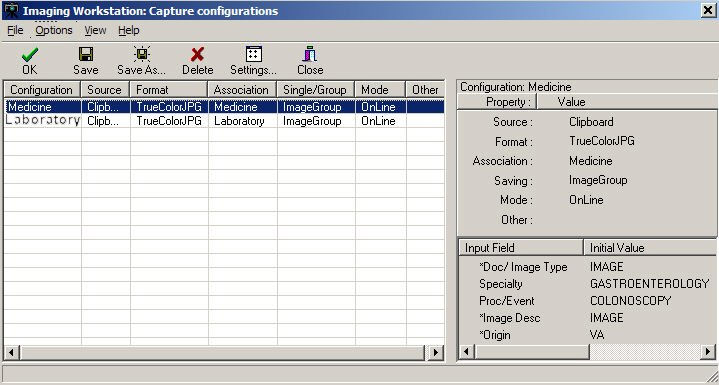 Imaging Workstation: Capture configurations
File Options View Help
OK Save Save As... Delete Settings... Close
Configuration Source Format Association Single/Group Mode Other
Medicine Clipb... TrueColorJPG Medicine ImageGroup OnLine
Laboratory Clipb... TrueColorJPG Laboratory ImageGroup OnLine
Configuration: Medicine
Property : Value
Source : Clipboard
Format : TrueColorJPG
Association : Medicine
Saving : ImageGroup
Mode : OnLine
Other :
Input Field Initial Value
*Doc/ Image Type IMAGE
Specialty GASTROENTEROLOGY
Proc/Event COLONOSCOPY
*Image Desc IMAGE
*Origin VA